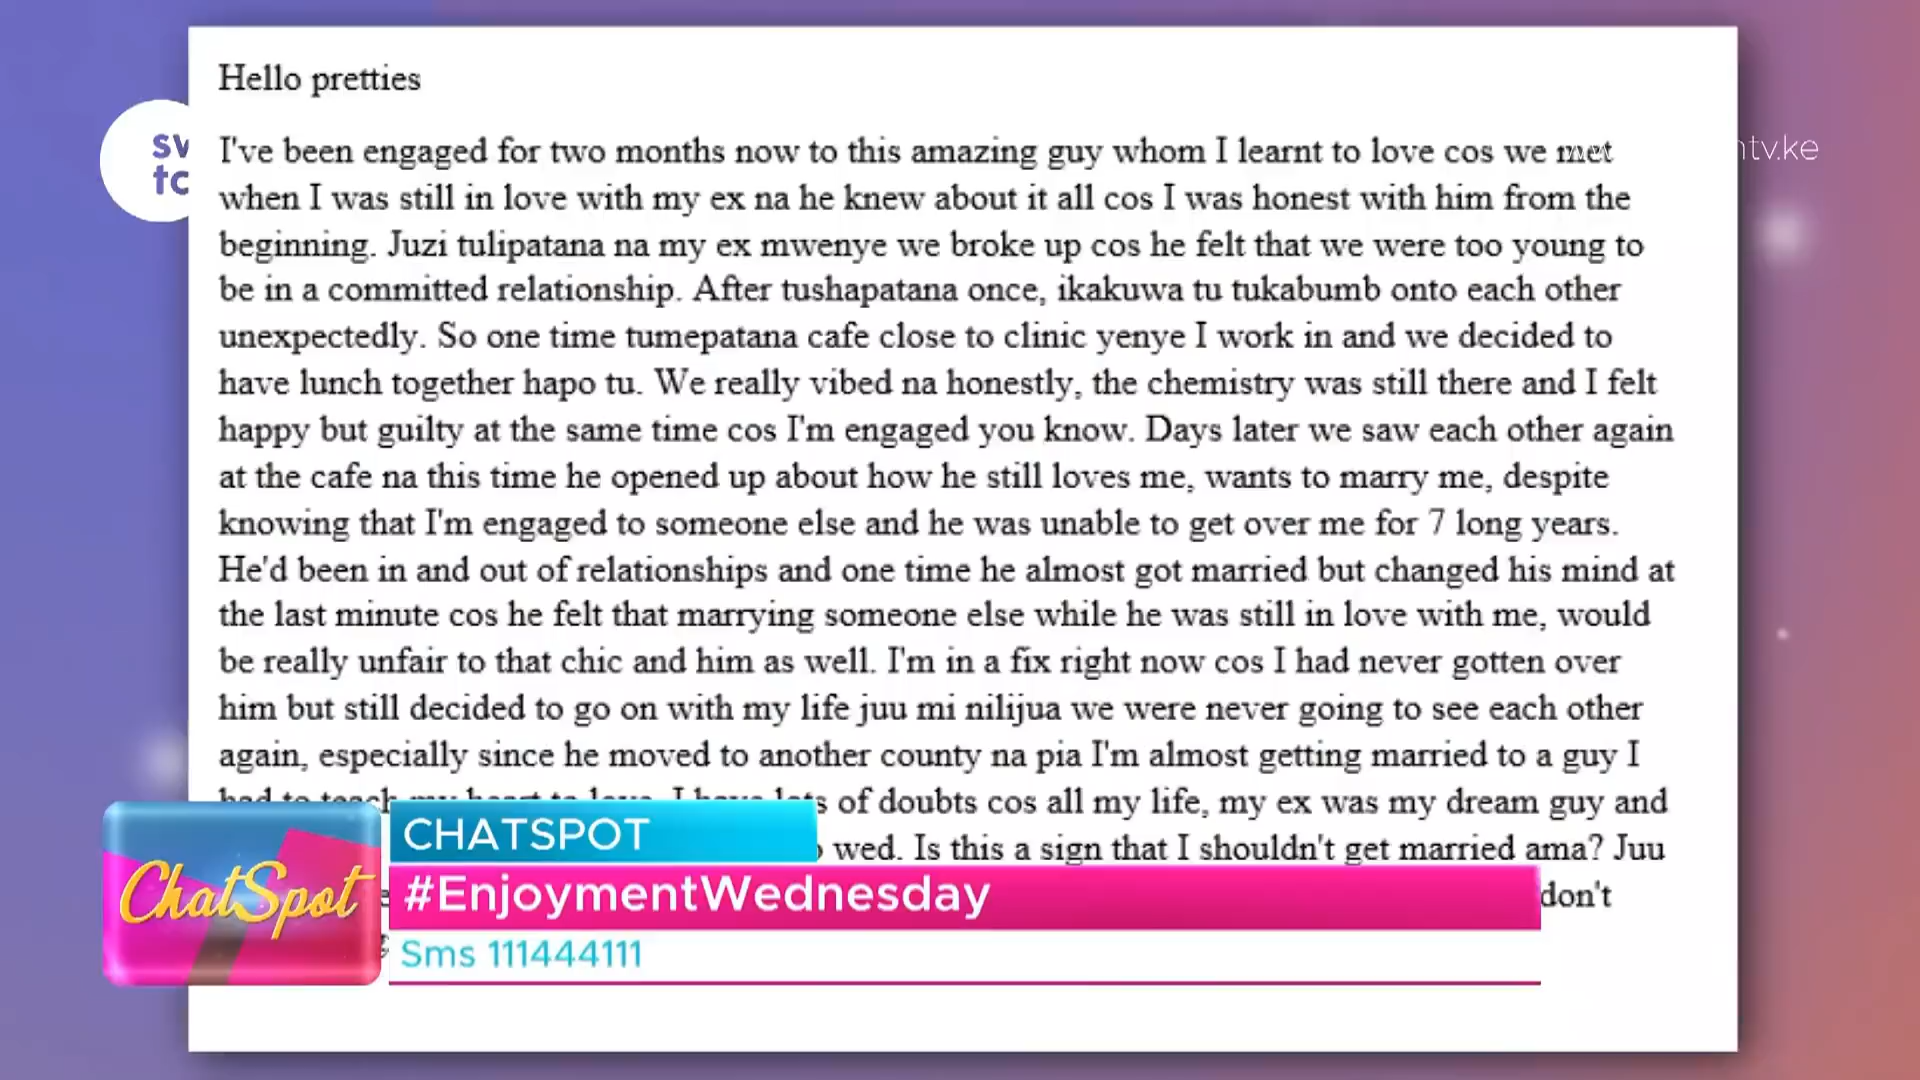 Hello pretties
I've been engaged for two months now to this amazing guy whom I learnt to love cos we met
when I was still in love with my ex na he knew about it all cos I was honest with him from the
beginning. Juzi tulipatana na my ex mwenye we broke up cos he felt that we were too young to
be in a committed relationship. After tushapatana once, ikakuwa tu tukabumb onto each other
unexpectedly. So one time tumepatana cafe close to clinic yenye I work in and we decided to
have lunch together hapo tu. We really vibed na honestly, the chemistry was still there and I felt
happy but guilty at the same time cos I'm engaged you know. Days later we saw each other again
at the cafe na this time he opened up about how he still loves me, wants to marry me, despite
knowing that I'm engaged to someone else and he was unable to get over me for 7 long years.
He'd been in and out of relationships and one time he almost got married but changed his mind at
the last minute cos he felt that marrying someone else while he was still in love with me, would
be really unfair to that chic and him as well. I'm in a fix right now cos I had never gotten over
him but still decided to go on with my life juu mi nilijua we were never going to see each other
again, especially since he moved to another county na pia I'm almost getting married to a guy I
of doubts cos all my life, my ex was my dream guy and
wed. Is this a sign that I shouldn't get married ama? Juu
don't
ntv.ke
ChatSpot
CHATSPOT
#EnjoymentWednesday
Sms 111444111